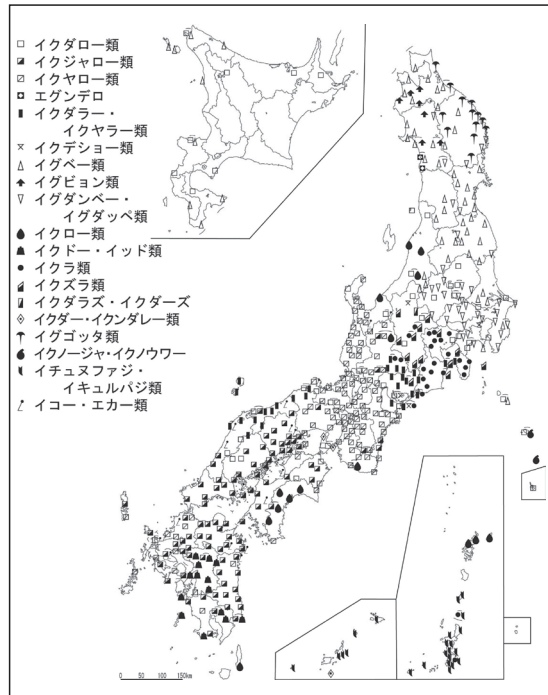 イクダロー類
イクジャロー類
イクヤロー類
エグンデロ
イクダラー・
イクヤラー類
イクデショー類
イグベー類
イグビョン類
イグダンベー・
イグダッペ類
イクロー類
イクドー・イッド類
イクラ類
イクズラ類
イクダラズ・イクダーズ
イクダー・イクンダレー類
イグゴッタ類
イクノージャ・イクノウワー
イチュヌファジ・
イキュルパジ類
イコー・エカー類
0 50 100 150km